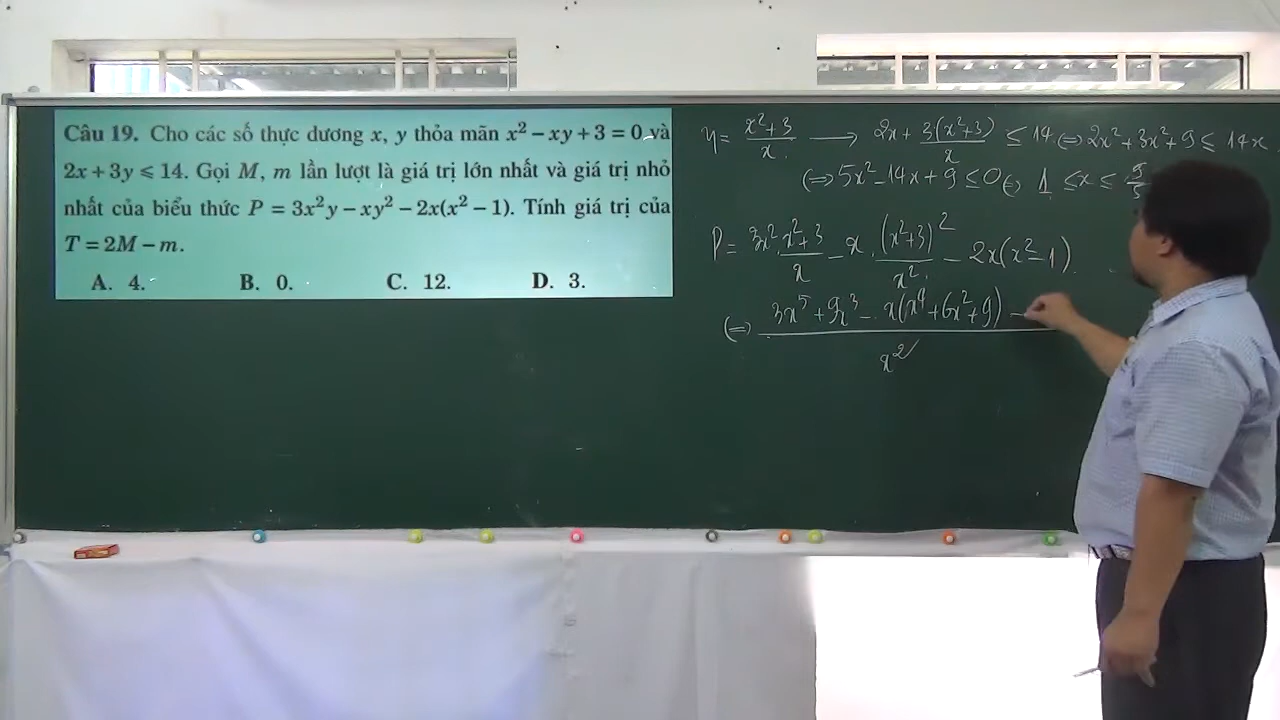 Câu 19. Cho các số thực dương x, y thỏa mãn x² − xy + 3 = 0 và
2x + 3y ⩽ 14. Gọi M, m lần lượt là giá trị lớn nhất và giá trị nhỏ
nhất của biểu thức P = 3x²y − xy² − 2x(x² − 1). Tính giá trị của
T = 2M − m.
A. 4. B. 0. C. 12. D. 3.
y = (x²+3)/x → 2x + 3(x²+3)/x ≤ 14 ⇔ 2x² + 3x² + 9 ≤ 14x
⇔ 5x² − 14x + 9 ≤ 0 ⇔ 1 ≤ x ≤ 9/5
P = 3x².(x²+3)/x − x.(x²+3)²/x² − 2x(x² − 1)
⇔ (3x⁵ + 9x³ − x(x⁴ + 6x² + 9) −)/x²